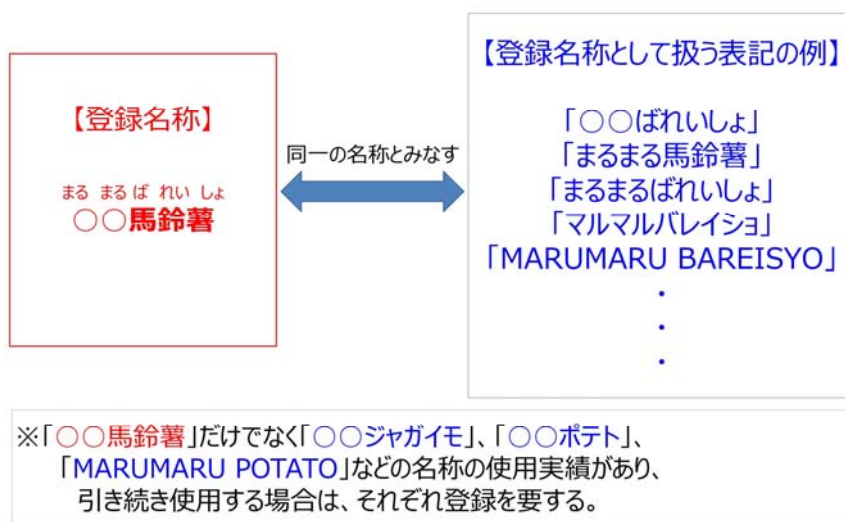 【登録名称】
まる まる ば れい しょ
○○馬鈴薯
同一の名称とみなす
【登録名称として扱う表記の例】
「○○ばれいしょ」
「まるまる馬鈴薯」
「まるまるばれいしょ」
「マルマルバレイショ」
「MARUMARU BAREISYO」
・
・
・
※「○○馬鈴薯」だけでなく「○○ジャガイモ」、「○○ポテト」、
「MARUMARU POTATO」などの名称の使用実績があり、
引き続き使用する場合は、それぞれ登録を要する。